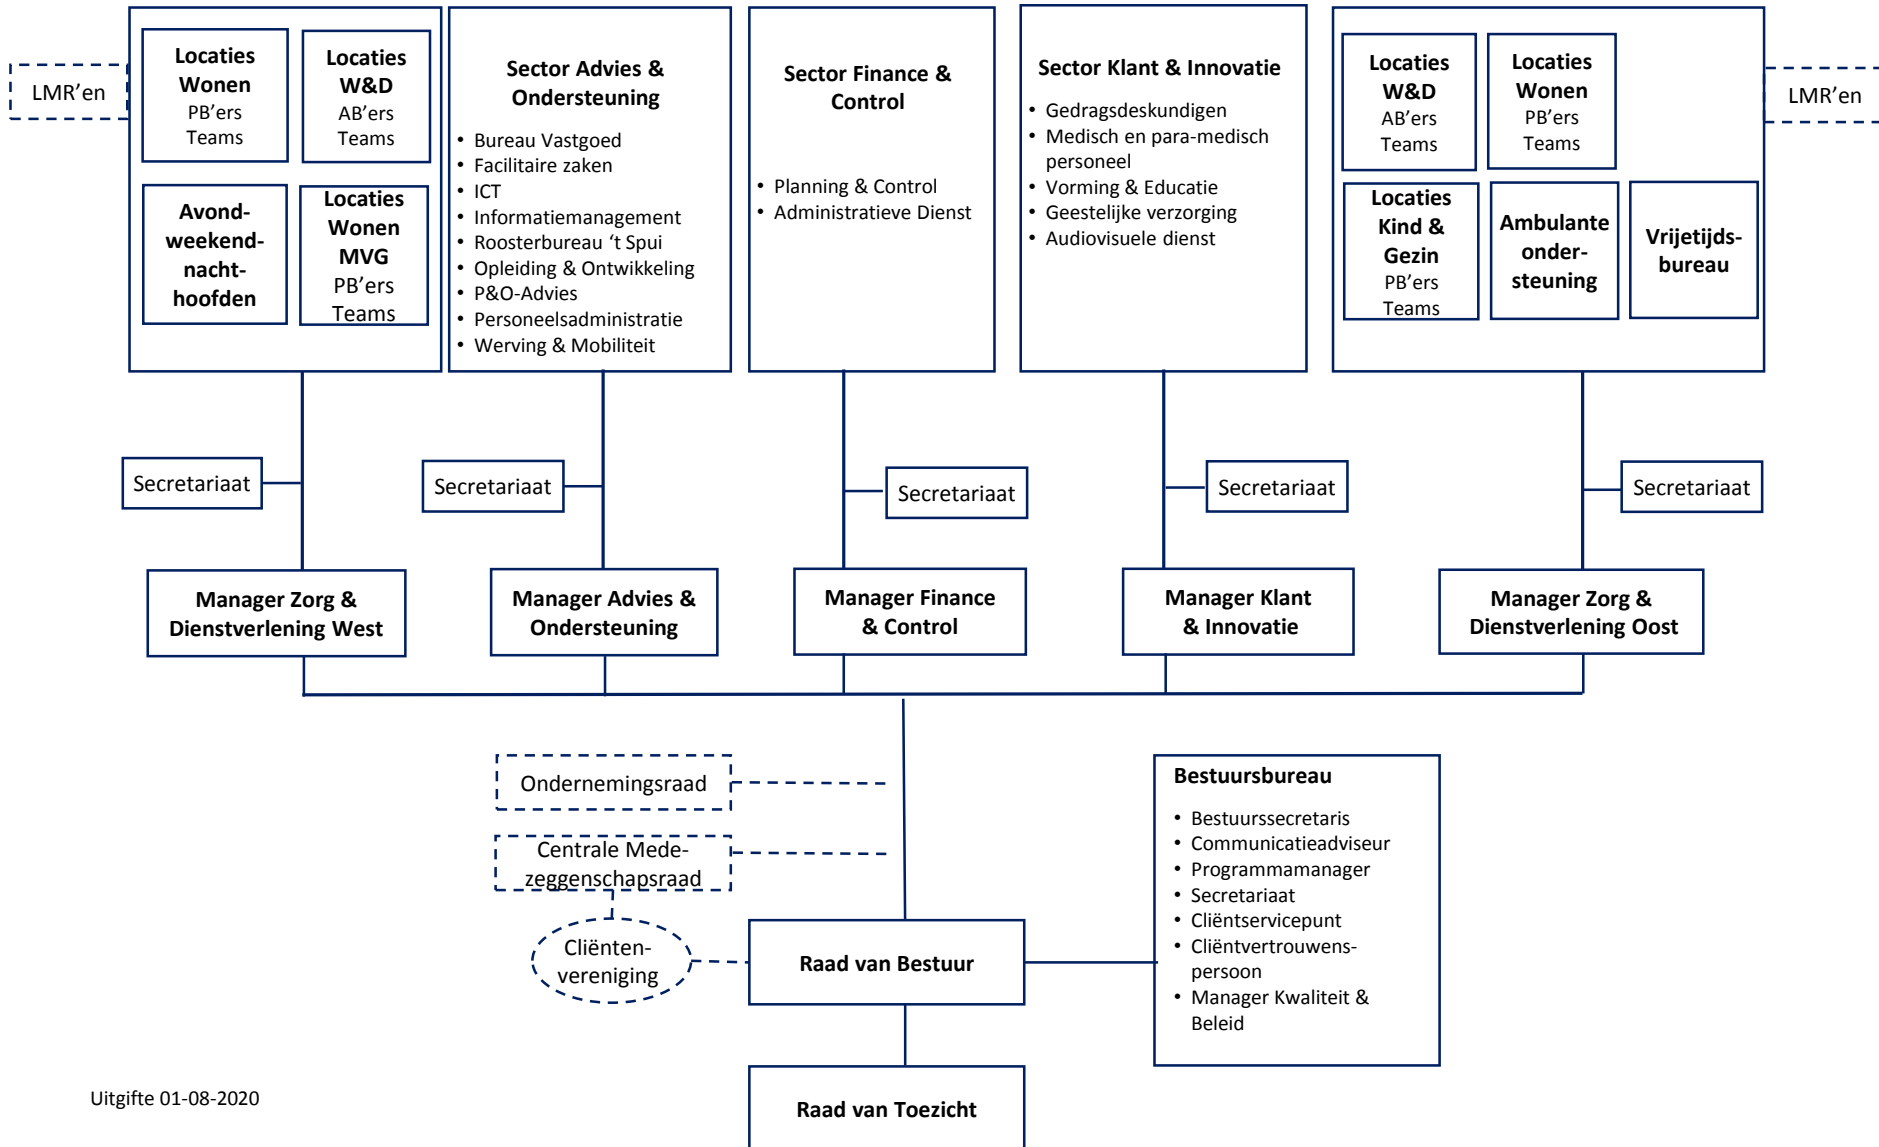 LMR'en
Locaties
Wonen
PB'ers
Teams
Locaties
W&D
AB'ers
Teams
Avond-
weekend-
nacht-
hoofden
Locaties
Wonen
MVG
PB'ers
Teams
Sector Advies &
Ondersteuning
• Bureau Vastgoed
• Facilitaire zaken
• ICT
• Informatiemanagement
• Roosterbureau ‘t Spui
• Opleiding & Ontwikkeling
• P&O-Advies
• Personeelsadministratie
• Werving & Mobiliteit
Sector Finance &
Control
• Planning & Control
• Administratieve Dienst
Sector Klant & Innovatie
• Gedragsdeskundigen
• Medisch en para-medisch
personeel
• Vorming & Educatie
• Geestelijke verzorging
• Audiovisuele dienst
Locaties
W&D
AB'ers
Teams
Locaties
Wonen
PB'ers
Teams
Locaties
Kind &
Gezin
PB'ers
Teams
Ambulante
onder-
steuning
Vrijetijds-
bureau
LMR'en
Secretariaat
Secretariaat
Secretariaat
Secretariaat
Secretariaat
Manager Zorg &
Dienstverlening West
Manager Advies &
Ondersteuning
Manager Finance
& Control
Manager Klant
& Innovatie
Manager Zorg &
Dienstverlening Oost
Ondernemingsraad
Centrale Mede-
zeggenschapsraad
Cliënten-
vereniging
Raad van Bestuur
Bestuursbureau
• Bestuurssecretaris
• Communicatieadviseur
• Programmamanager
• Secretariaat
• Cliëntservicepunt
• Cliëntvertrouwens-
persoon
• Manager Kwaliteit &
Beleid
Raad van Toezicht
Uitgifte 01-08-2020